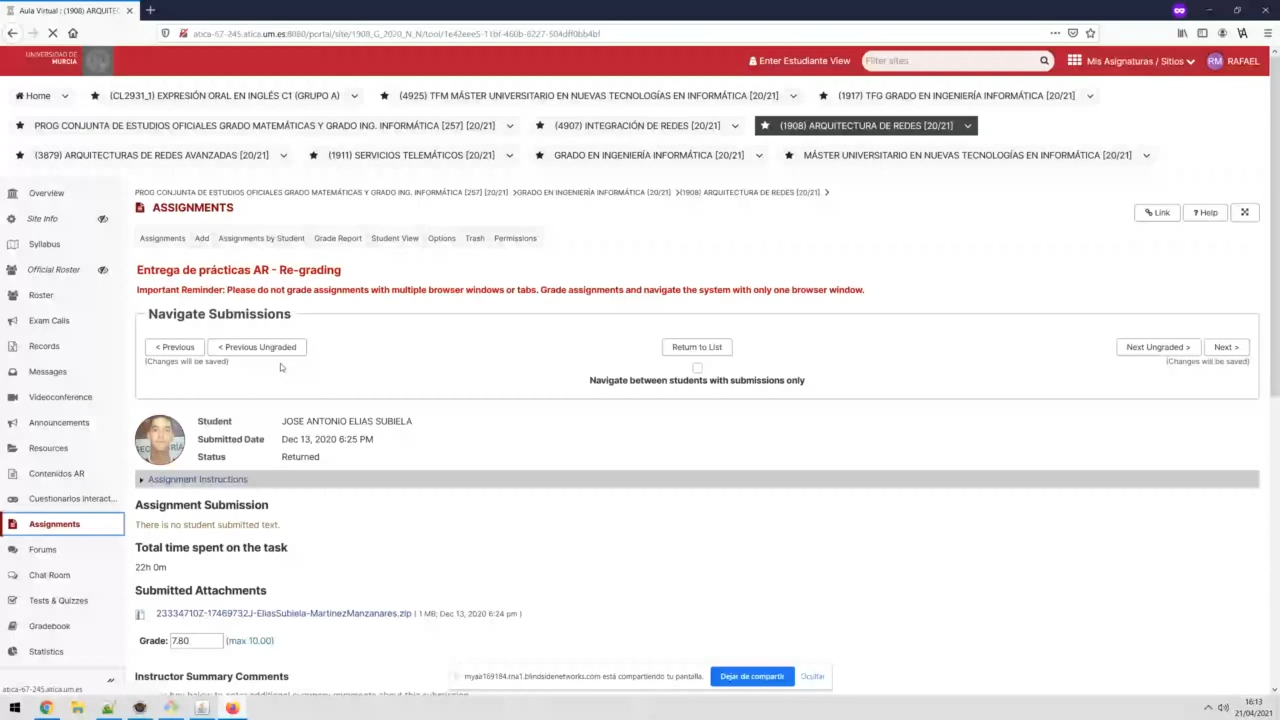 Aula Virtual : (1908) ARQUITEC
atica-67-245.atica.um.es:8080/portal/site/1908_G_2020_N_N/tool/1e42eee5-11bf-460b-8227-504dff0bb4bf
UNIVERSIDAD DE MURCIA
Enter Estudiante View
Filter sites
Mis Asignaturas / Sitios
RM RAFAEL
Home
(CL2931_1) EXPRESIÓN ORAL EN INGLÉS C1 (GRUPO A)
(4925) TFM MÁSTER UNIVERSITARIO EN NUEVAS TECNOLOGÍAS EN INFORMÁTICA [20/21]
(1917) TFG GRADO EN INGENIERÍA INFORMÁTICA [20/21]
PROG CONJUNTA DE ESTUDIOS OFICIALES GRADO MATEMÁTICAS Y GRADO ING. INFORMÁTICA [257] [20/21]
(4907) INTEGRACIÓN DE REDES [20/21]
(1908) ARQUITECTURA DE REDES [20/21]
(3879) ARQUITECTURAS DE REDES AVANZADAS [20/21]
(1911) SERVICIOS TELEMÁTICOS [20/21]
GRADO EN INGENIERÍA INFORMÁTICA [20/21]
MÁSTER UNIVERSITARIO EN NUEVAS TECNOLOGÍAS EN INFORMÁTICA [20/21]
Overview
Site Info
Syllabus
Official Roster
Roster
Exam Calls
Records
Messages
Videoconference
Announcements
Resources
Contenidos AR
Cuestionarios interact...
Assignments
Forums
Chat Room
Tests & Quizzes
Gradebook
Statistics
PROG CONJUNTA DE ESTUDIOS OFICIALES GRADO MATEMÁTICAS Y GRADO ING. INFORMÁTICA [257] [20/21] >GRADO EN INGENIERÍA INFORMÁTICA [20/21] >(1908) ARQUITECTURA DE REDES [20/21] >
ASSIGNMENTS
Link
? Help
Assignments Add Assignments by Student Grade Report Student View Options Trash Permissions
Entrega de prácticas AR - Re-grading
Important Reminder: Please do not grade assignments with multiple browser windows or tabs. Grade assignments and navigate the system with only one browser window.
Navigate Submissions
< Previous
< Previous Ungraded
Return to List
Next Ungraded >
Next >
(Changes will be saved)
(Changes will be saved)
Navigate between students with submissions only
Student JOSE ANTONIO ELIAS SUBIELA
Submitted Date Dec 13, 2020 6:25 PM
Status Returned
Assignment Instructions
Assignment Submission
There is no student submitted text.
Total time spent on the task
22h 0m
Submitted Attachments
23334710Z-17469732J-EliasSubiela-MartinezManzanares.zip ( 1 MB; Dec 13, 2020 6:24 pm )
Grade: 7.80 (max 10.00)
Instructor Summary Comments
myaa169184.rna1.blindsidenetworks.com está compartiendo tu pantalla.
Dejar de compartir
Ocultar
atica-67-245.atica.um.es
16:13
21/04/2021